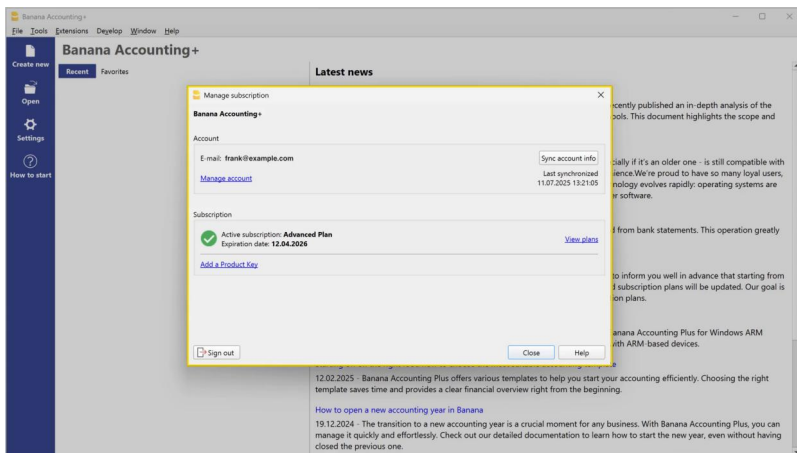 Banana Accounting+
File Tools Extensions Develop Window Help
Create new
Open
Settings
How to start
Banana Accounting+
Recent Favorites
Latest news
ecently published an in-depth analysis of the
ools. This document highlights the scope and
cially if it's an older one - is still compatible with
ience.We're proud to have so many loyal users,
nology evolves rapidly: operating systems are
r software.
d from bank statements. This operation greatly
to inform you well in advance that starting from
d subscription plans will be updated. Our goal is
ion plans.
anana Accounting Plus for Windows ARM
ith ARM-based devices.
12.02.2025 - Banana Accounting Plus offers various templates to help you start your accounting efficiently. Choosing the right
template saves time and provides a clear financial overview right from the beginning.
How to open a new accounting year in Banana
19.12.2024 - The transition to a new accounting year is a crucial moment for any business. With Banana Accounting Plus, you can
manage it quickly and effortlessly. Check out our detailed documentation to learn how to start the new year, even without having
closed the previous one.
Manage subscription
Banana Accounting+
Account
E-mail: frank@example.com
Sync account info
Manage account
Last synchronized
11.07.2025 13:21:05
Subscription
Active subscription: Advanced Plan
Expiration date: 12.04.2026
View plans
Add a Product Key
Sign out
Close
Help